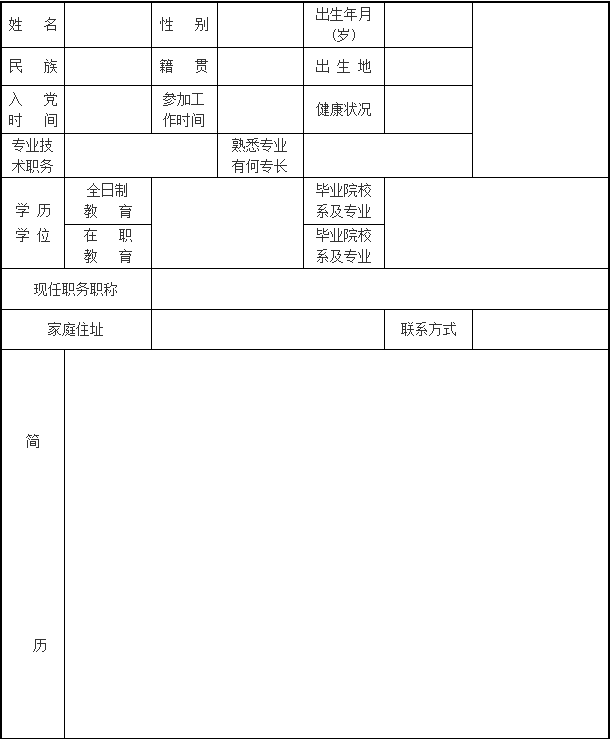 姓 名
性 别
出生年月
(岁)
民 族
籍 贯
出 生 地
入 党
时 间
参加工
作时间
健康状况
专业技
术职务
熟悉专业
有何专长
学 历
学 位
全日制
教 育
毕业院校
系及专业
在 职
教 育
毕业院校
系及专业
现任职务职称
家庭住址
联系方式
简
历